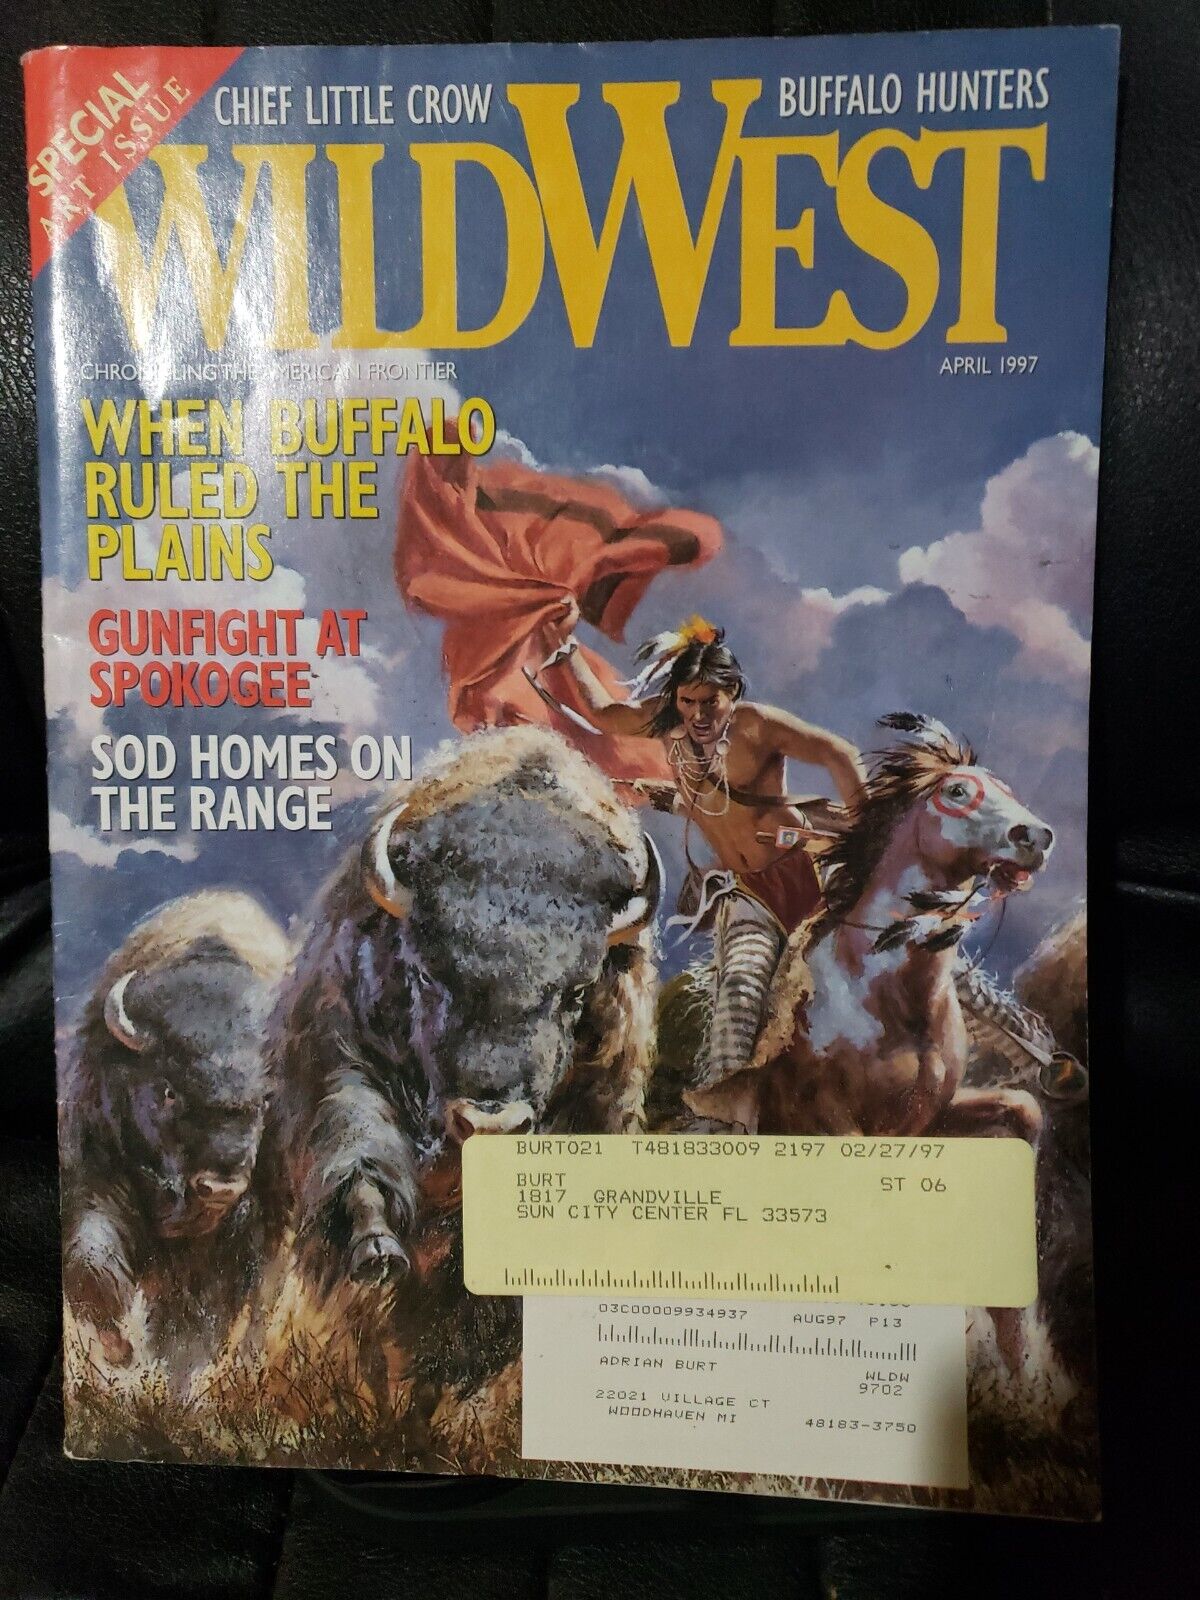 SPECIAL
ART ISSUE
CHIEF LITTLE CROW
BUFFALO HUNTERS
WILDWEST
CHRONICLING THE AMERICAN FRONTIER
APRIL 1997
WHEN BUFFALO
RULED THE
PLAINS
GUNFIGHT AT
SPOKOGEE
SOD HOMES ON
THE RANGE
BURT021 T481833009 2197 02/27/97
BURT ST 06
1817 GRANDVILLE
SUN CITY CENTER FL 33573
03C00009934937 AUG97 P13
ADRIAN BURT
WLDW
9702
22021 VILLAGE CT
WOODHAVEN MI
48183-3750